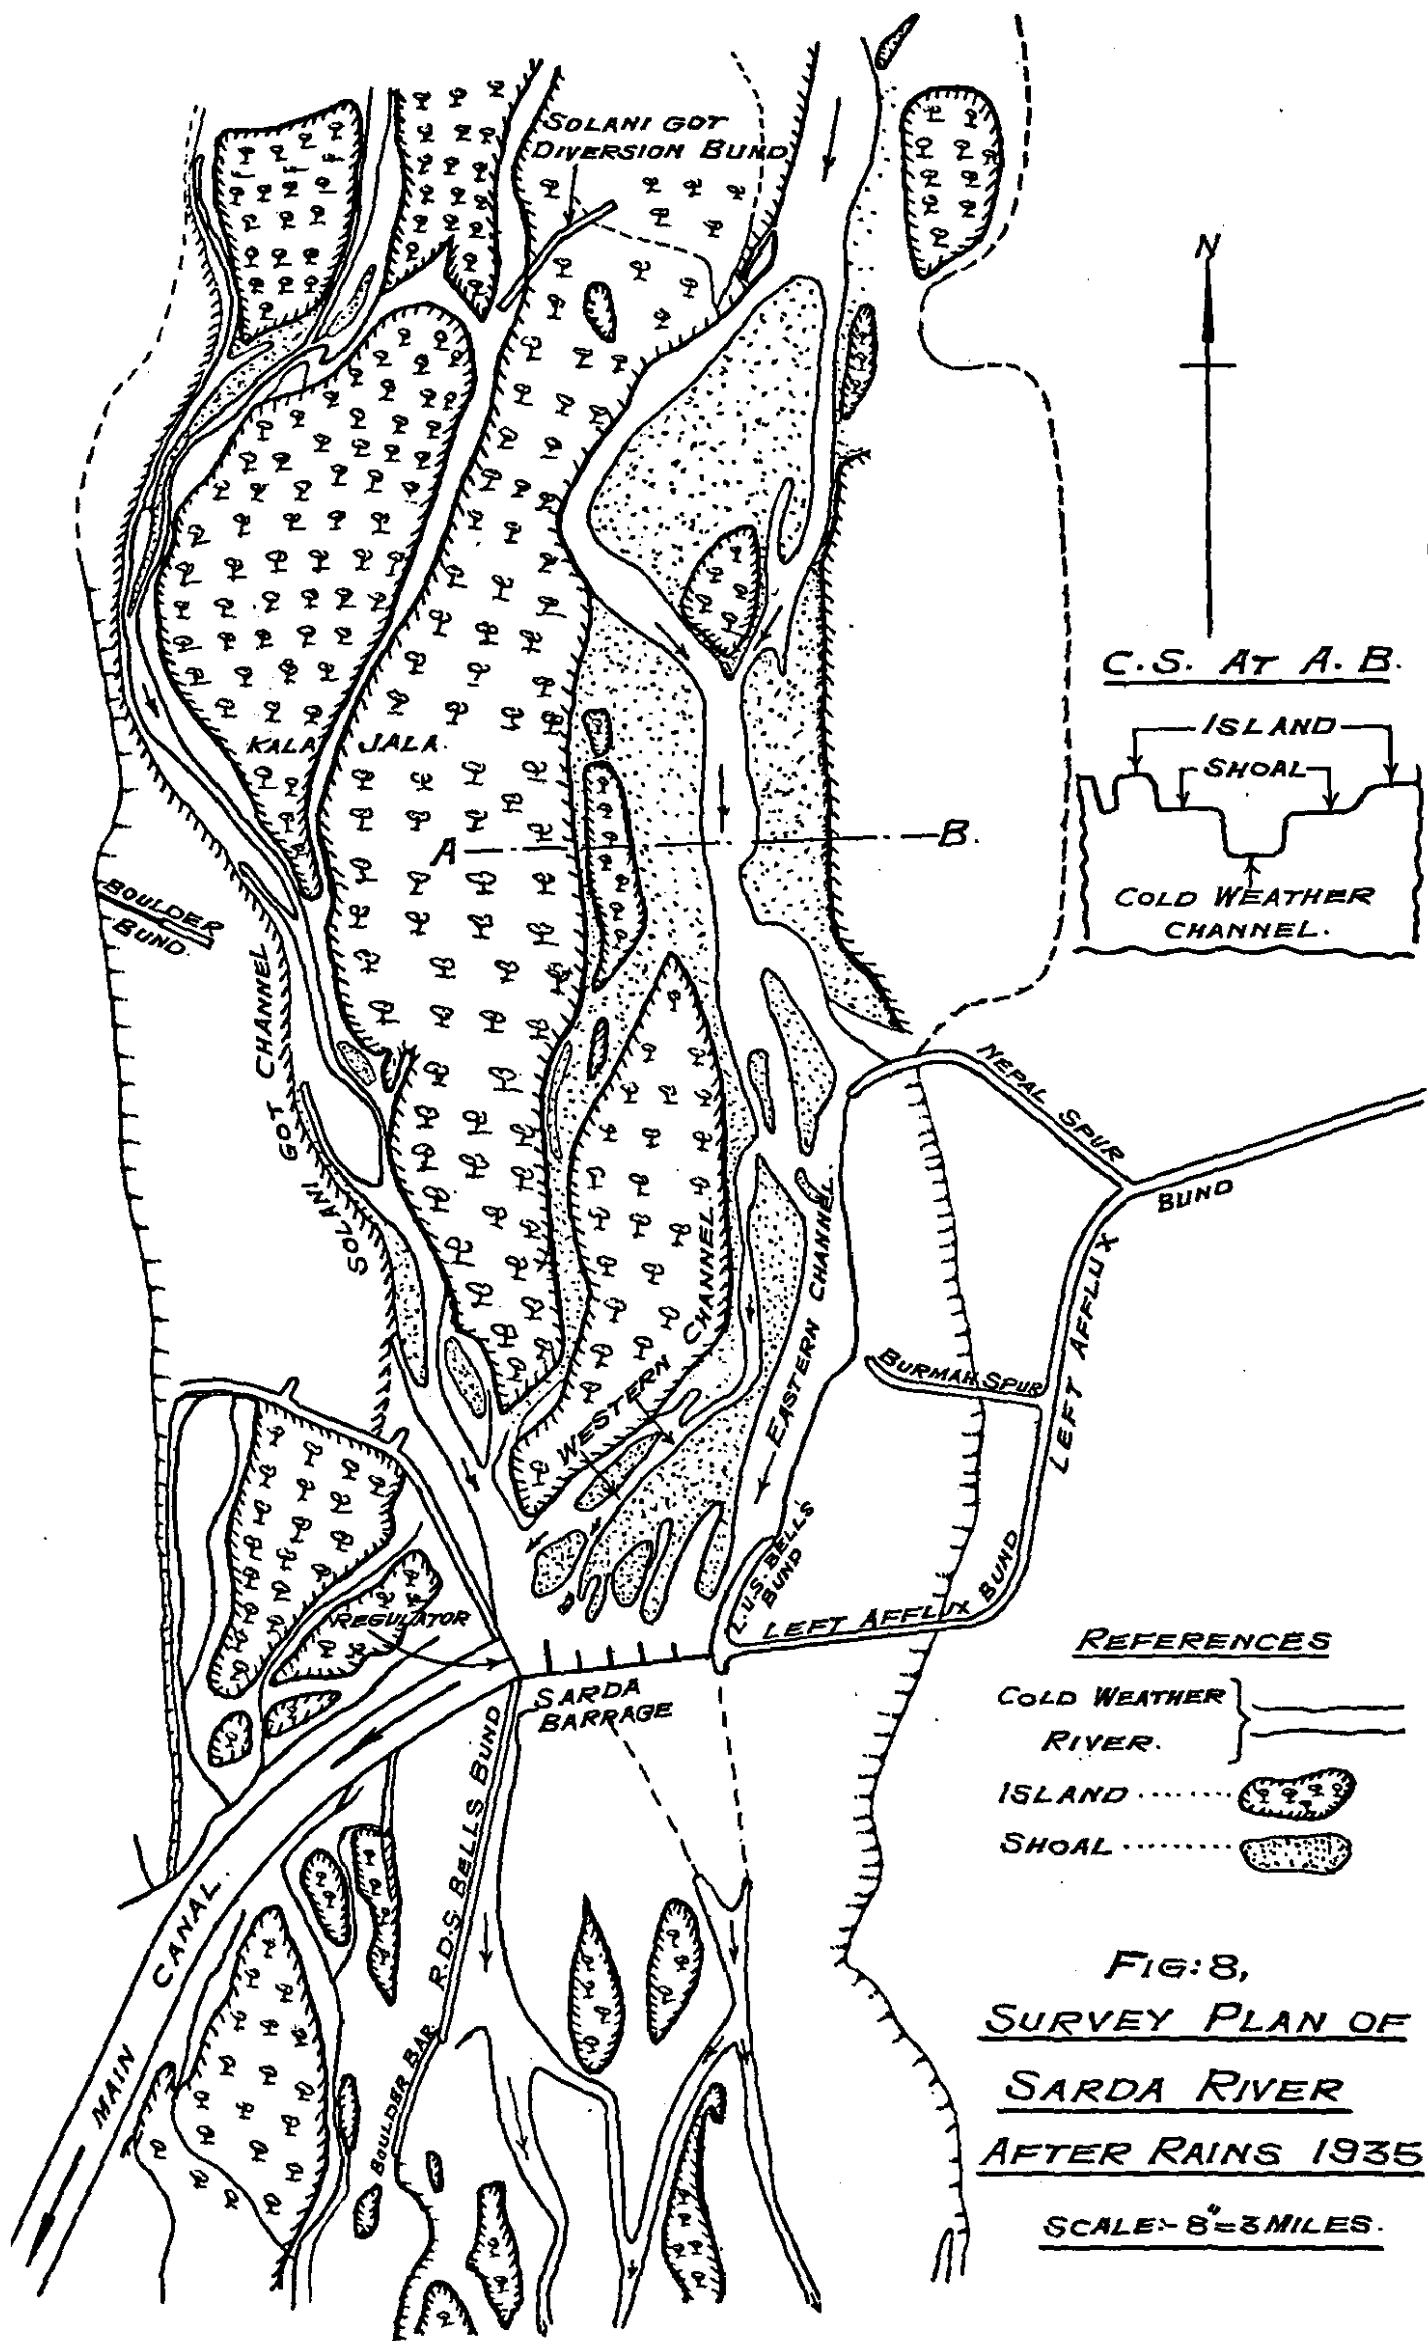 SOLANI GOT
DIVERSION BUND
N
C.S. AT A.B.
ISLAND
SHOAL
COLD WEATHER
CHANNEL.
KALA JALA.
A
B.
BOULDER
BUND.
SOLANI GOT CHANNEL
NEPAL SPUR
BUND
LEFT AFFLUX
WESTERN CHANNEL
EASTERN CHANNEL.
BURMAH SPUR
L.U.S. BELL'S
BUND
LEFT AFFLUX BUND
REGULATOR
SARDA
BARRAGE
R.D.S. BELLS BUND
BOULDER BAR
MAIN CANAL.
REFERENCES
COLD WEATHER
RIVER.
ISLAND ......
SHOAL ........
FIG:8,
SURVEY PLAN OF
SARDA RIVER
AFTER RAINS 1935
SCALE:- 8"=3 MILES.